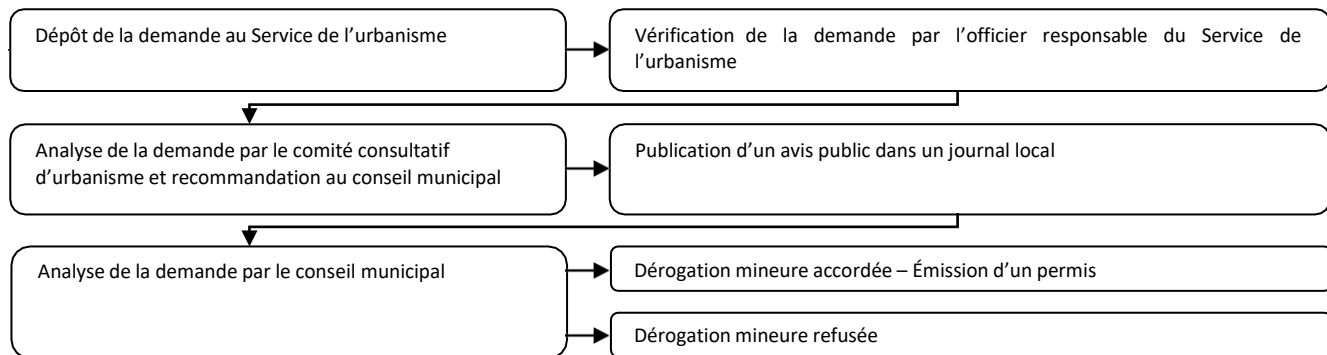 Dépôt de la demande au Service de l’urbanisme
Vérification de la demande par l’officier responsable du Service de
l’urbanisme
Analyse de la demande par le comité consultatif
d’urbanisme et recommandation au conseil municipal
Publication d’un avis public dans un journal local
Analyse de la demande par le conseil municipal
Dérogation mineure accordée – Émission d’un permis
Dérogation mineure refusée